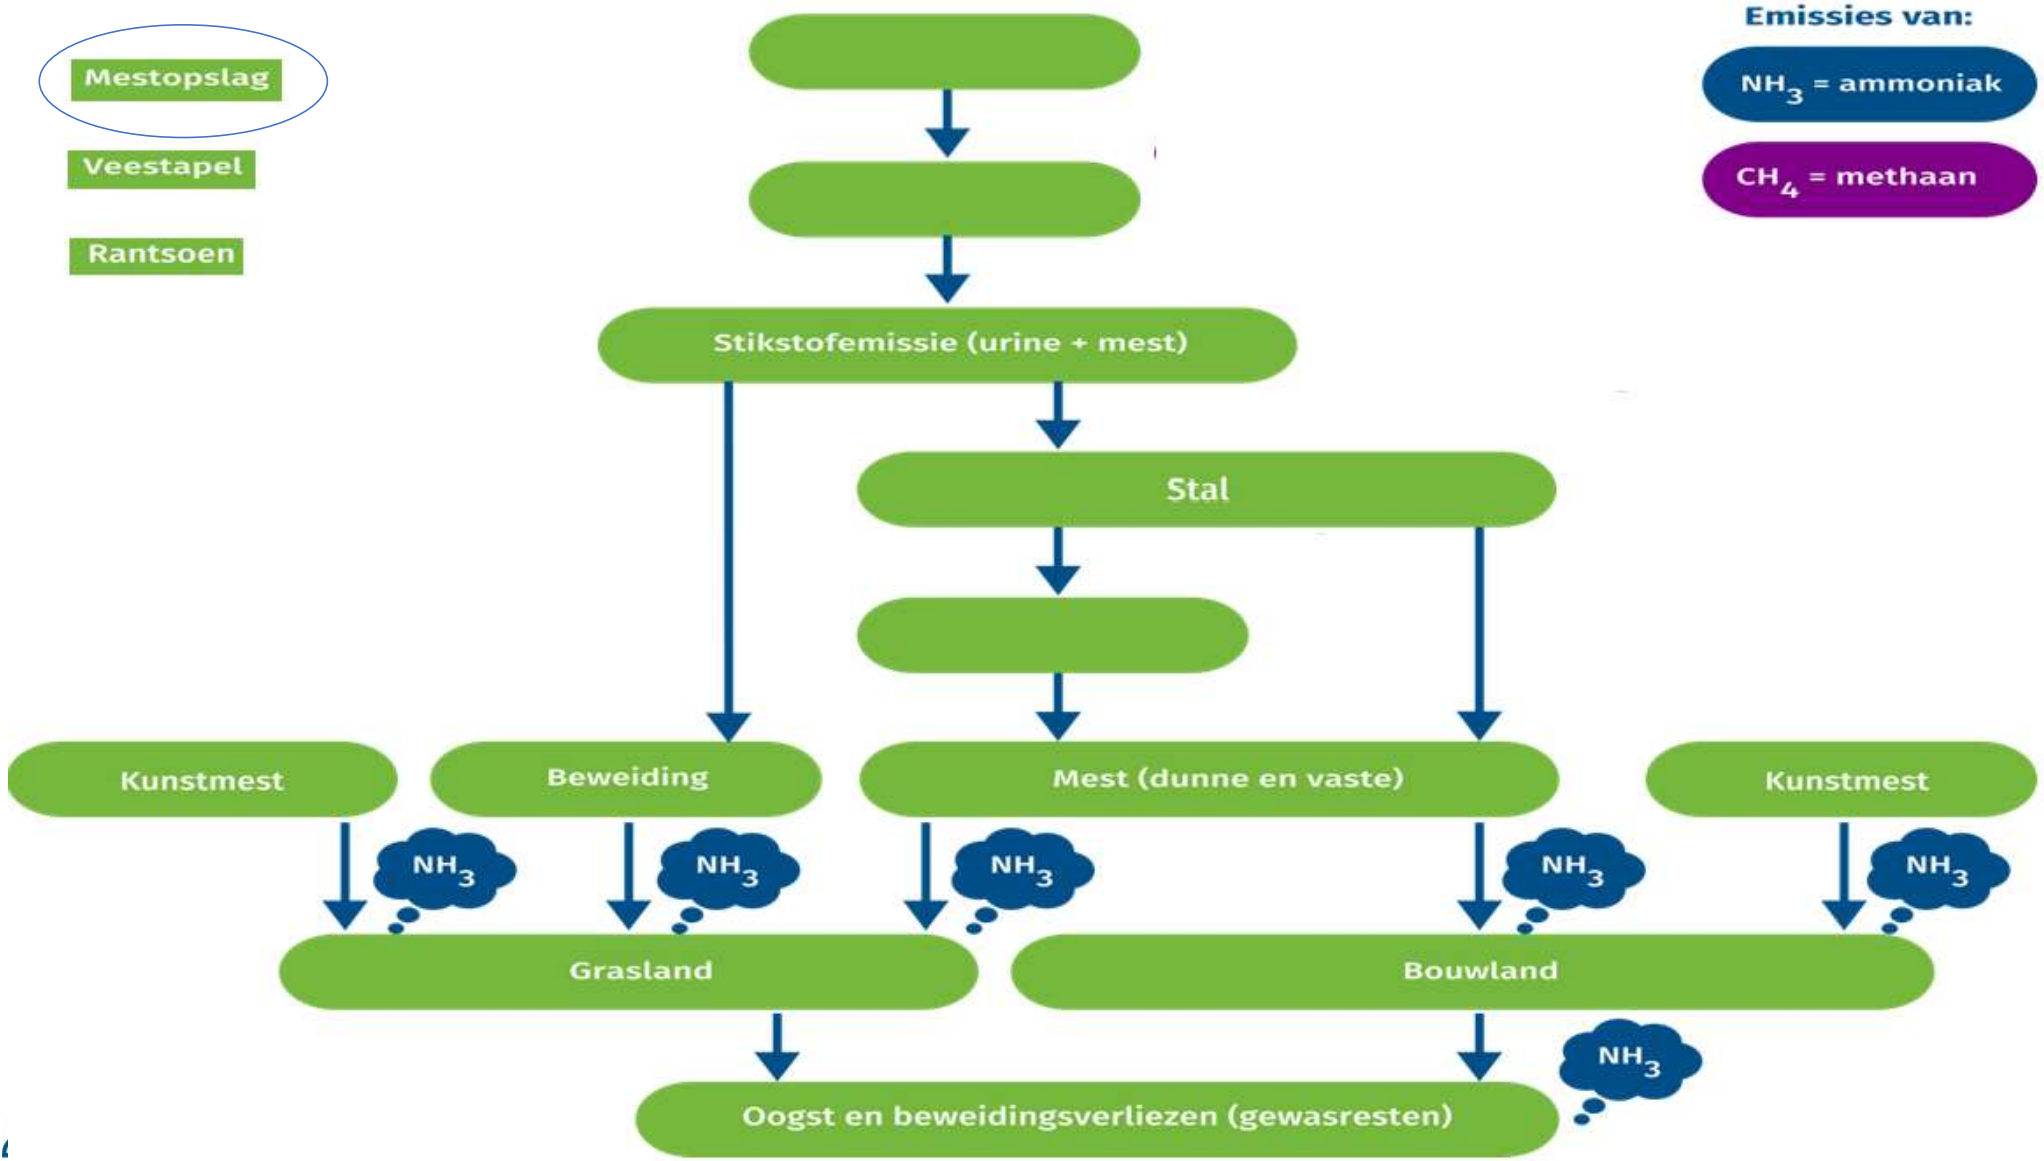 Emissies van:
Mestopslag
NH3 = ammoniak
Veestapel
CH4 = methaan
Rantsoen
Stikstofemissie (urine + mest)
Stal
Kunstmest
Beweiding
Mest (dunne en vaste)
Kunstmest
NH3
NH3
NH3
NH3
NH3
Grasland
Bouwland
NH3
Oogst en beweidingsverliezen (gewasresten)